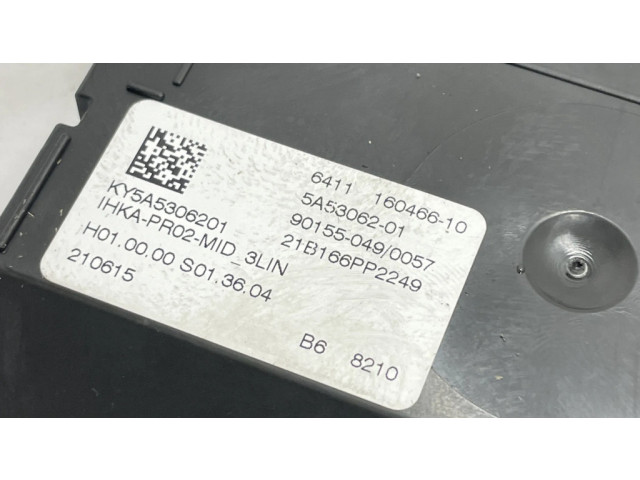 6411 160466-10
5A53062-01
90155-049/0057
21B166PP2249
KY5A5306201
IHKA-PR02-MID_3LIN
H01.00.00 S01.36.04
210615
B6 8210